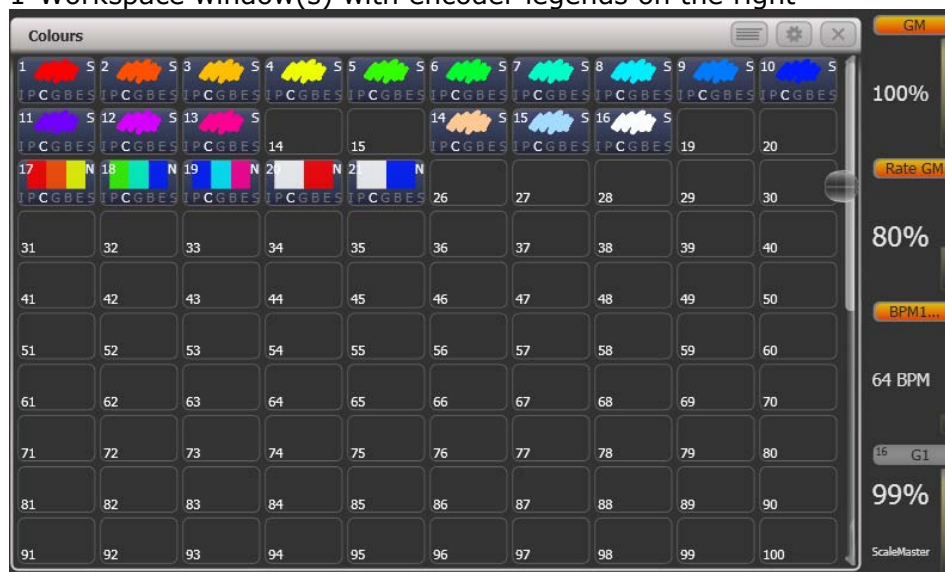 1 Workspace window(s) with encoder legends on the right
Colours
GM
1 S 2 S 3 S 4 S 5 S 6 S 7 S 8 S 9 S 10 S
IPCGBES IPCGBES IPCGBES IPCGBES IPCGBES IPCGBES IPCGBES IPCGBES IPCGBES IPCGBES
100%
11 S 12 S 13 S 14 15 14 S 15 S 16 S 19 20
IPCGBES IPCGBES IPCGBES IPCGBES IPCGBES IPCGBES
17 N 18 N 19 N 20 N 21 N
Rate GM
IPCGBES IPCGBES IPCGBES IPCGBES IPCGBES 26 27 28 29 30
80%
31 32 33 34 35 36 37 38 39 40
41 42 43 44 45 46 47 48 49 50
BPM1...
51 52 53 54 55 56 57 58 59 60
64 BPM
61 62 63 64 65 66 67 68 69 70
71 72 73 74 75 76 77 78 79 80
16 G1
81 82 83 84 85 86 87 88 89 90
99%
91 92 93 94 95 96 97 98 99 100
ScaleMaster